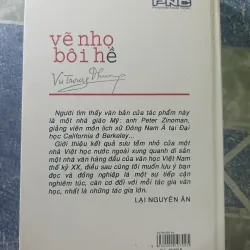 PNC
vẽ nhọ
bôi hề
Vũ Trọng Phụng
Người tìm thấy văn bản của tác phẩm này
là một nhà giáo Mỹ: anh Peter Zinoman,
giảng viên môn lịch sử Đông Nam Á tại Đại
học California ở Berkeley...
Giới thiệu kết quả sưu tầm nhỏ của một
nhà Việt học nước ngoài xung quanh di sản
một nhà văn hàng đầu của văn học Việt Nam
thế kỷ XX, điều sau cùng tôi muốn lưu ý bạn
đọc và đồng nghiệp là một sự tiếp cận
nghiêm túc, cân cơ đối với mỗi tác gia văn
học, nhất là những tác gia lớn.
LẠI NGUYÊN ÂN